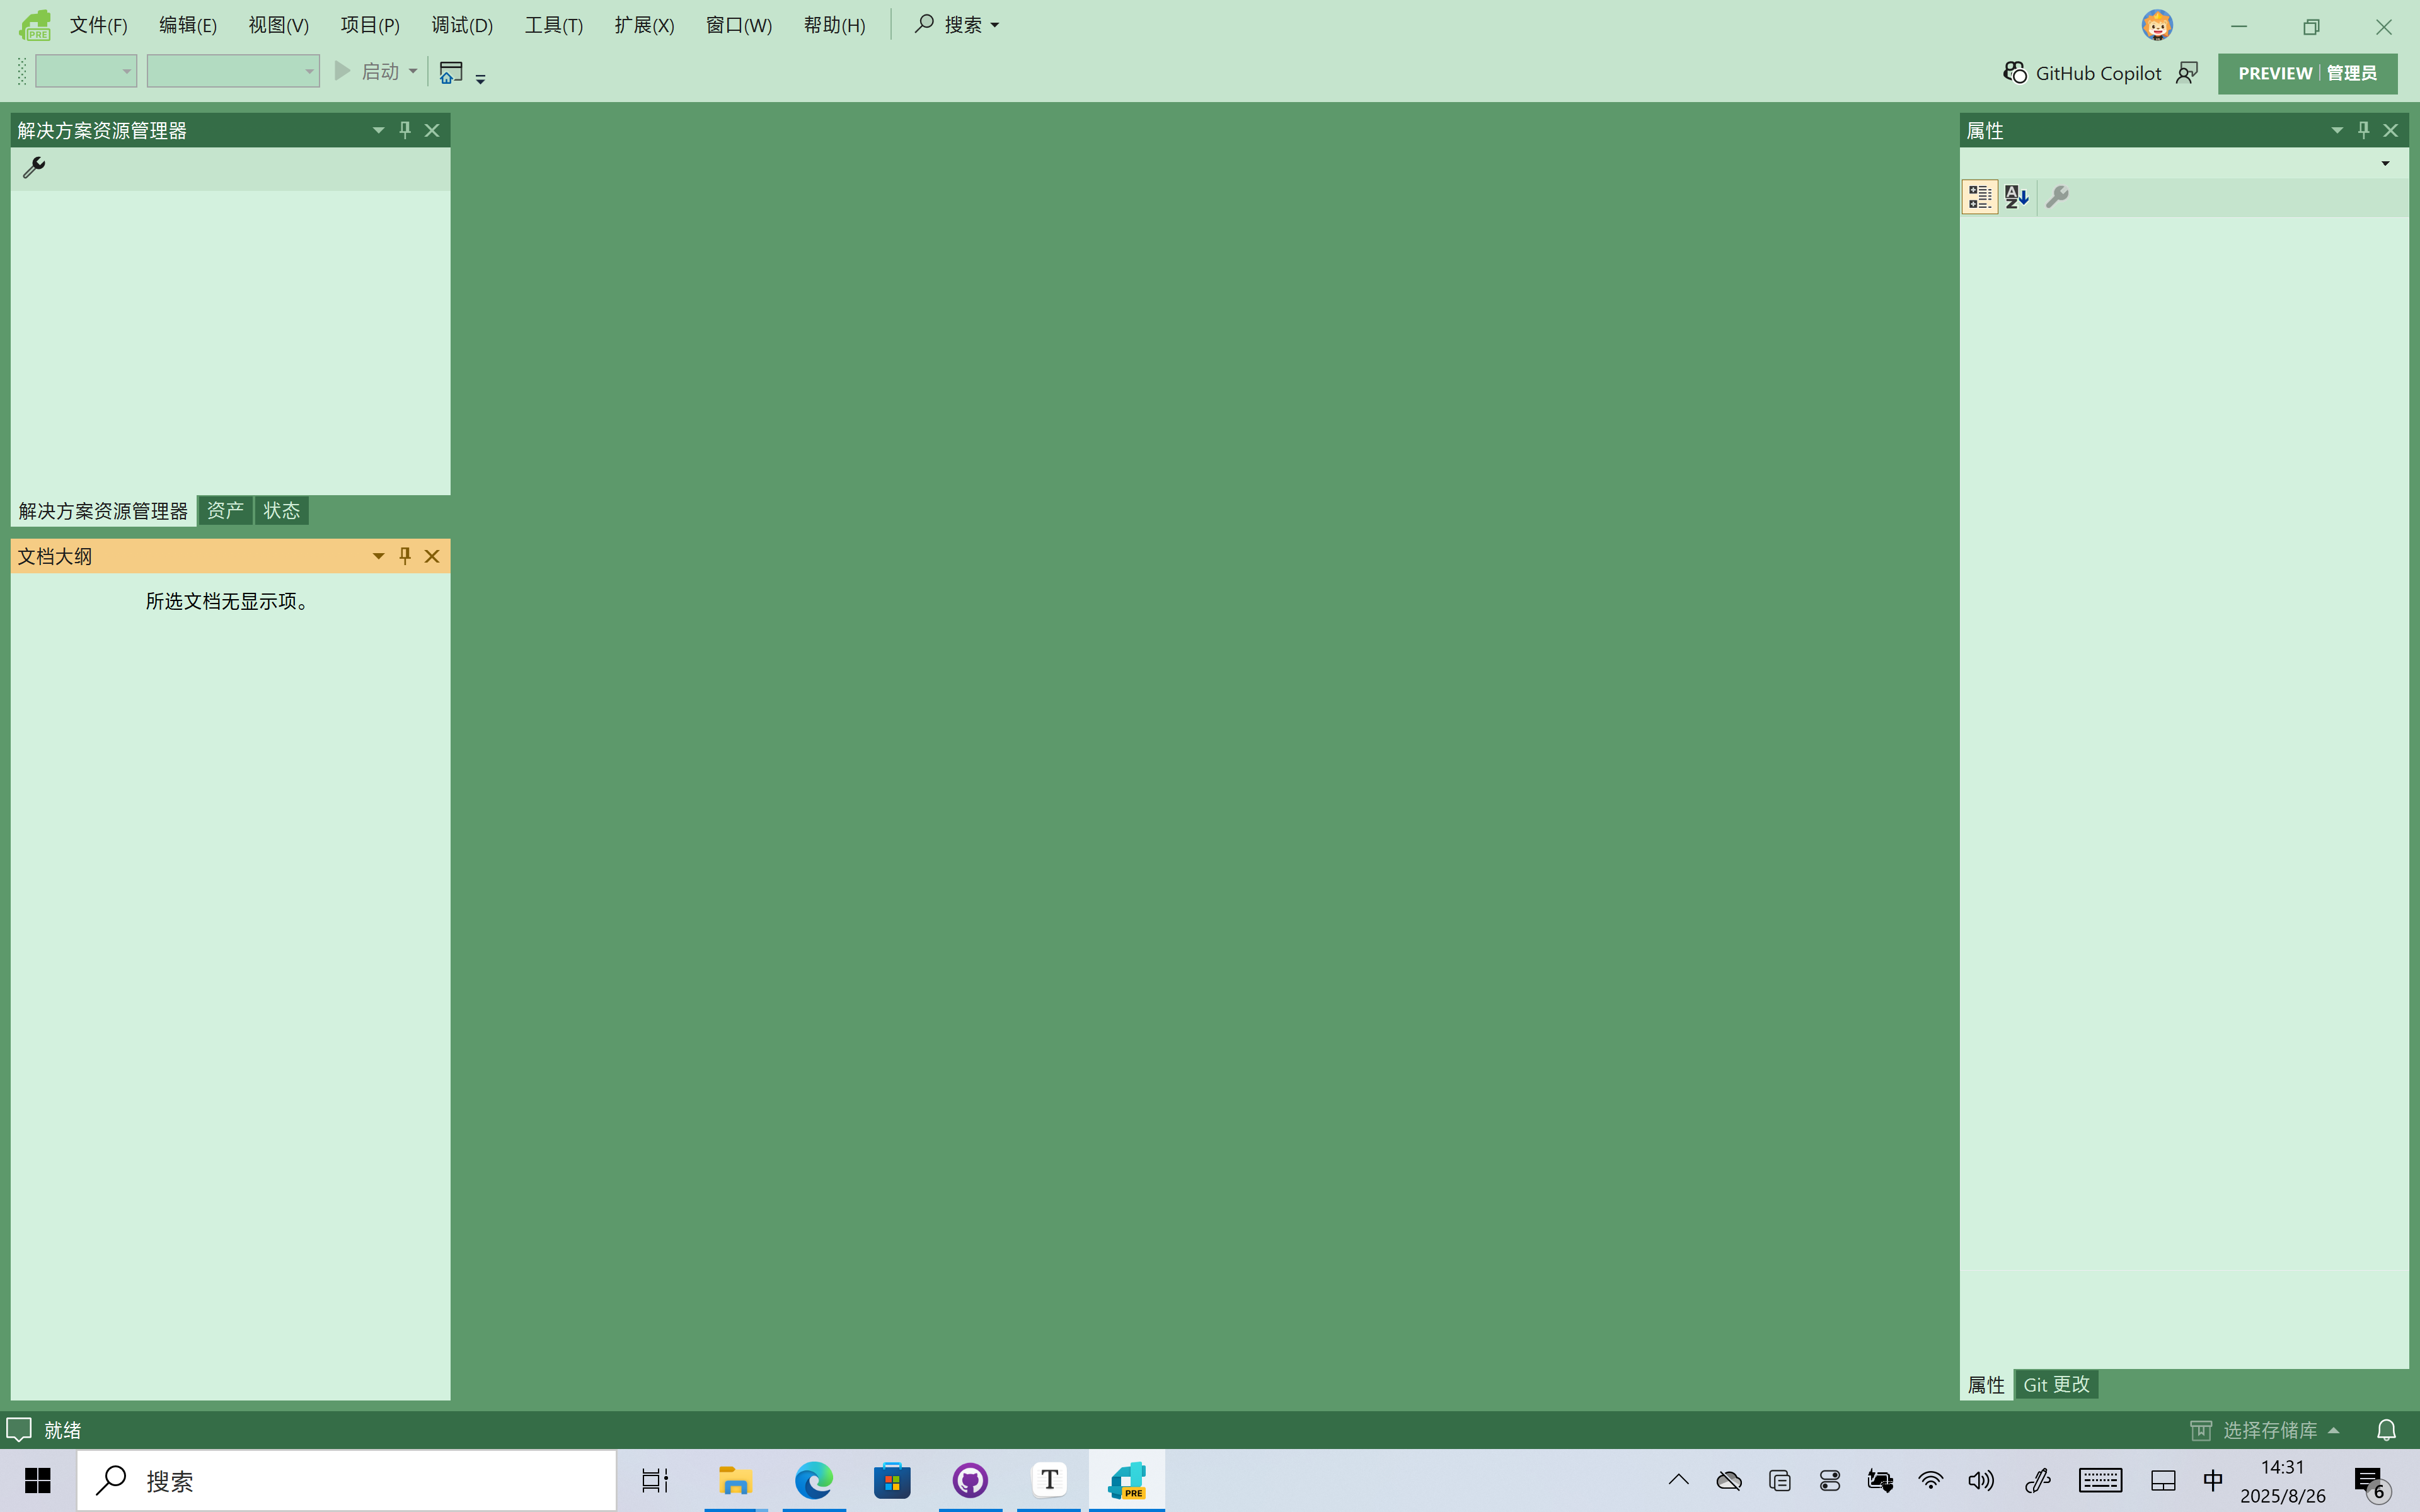 PRE 文件(F) 编辑(E) 视图(V) 项目(P) 调试(D) 工具(T) 扩展(X) 窗口(W) 帮助(H) 搜索
启动 GitHub Copilot PREVIEW 管理员
解决方案资源管理器
属性
解决方案资源管理器 资产 状态
文档大纲
所选文档无显示项。
属性 Git 更改
就绪 选择存储库
搜索 T PRE 中 14:31
2025/8/26 6